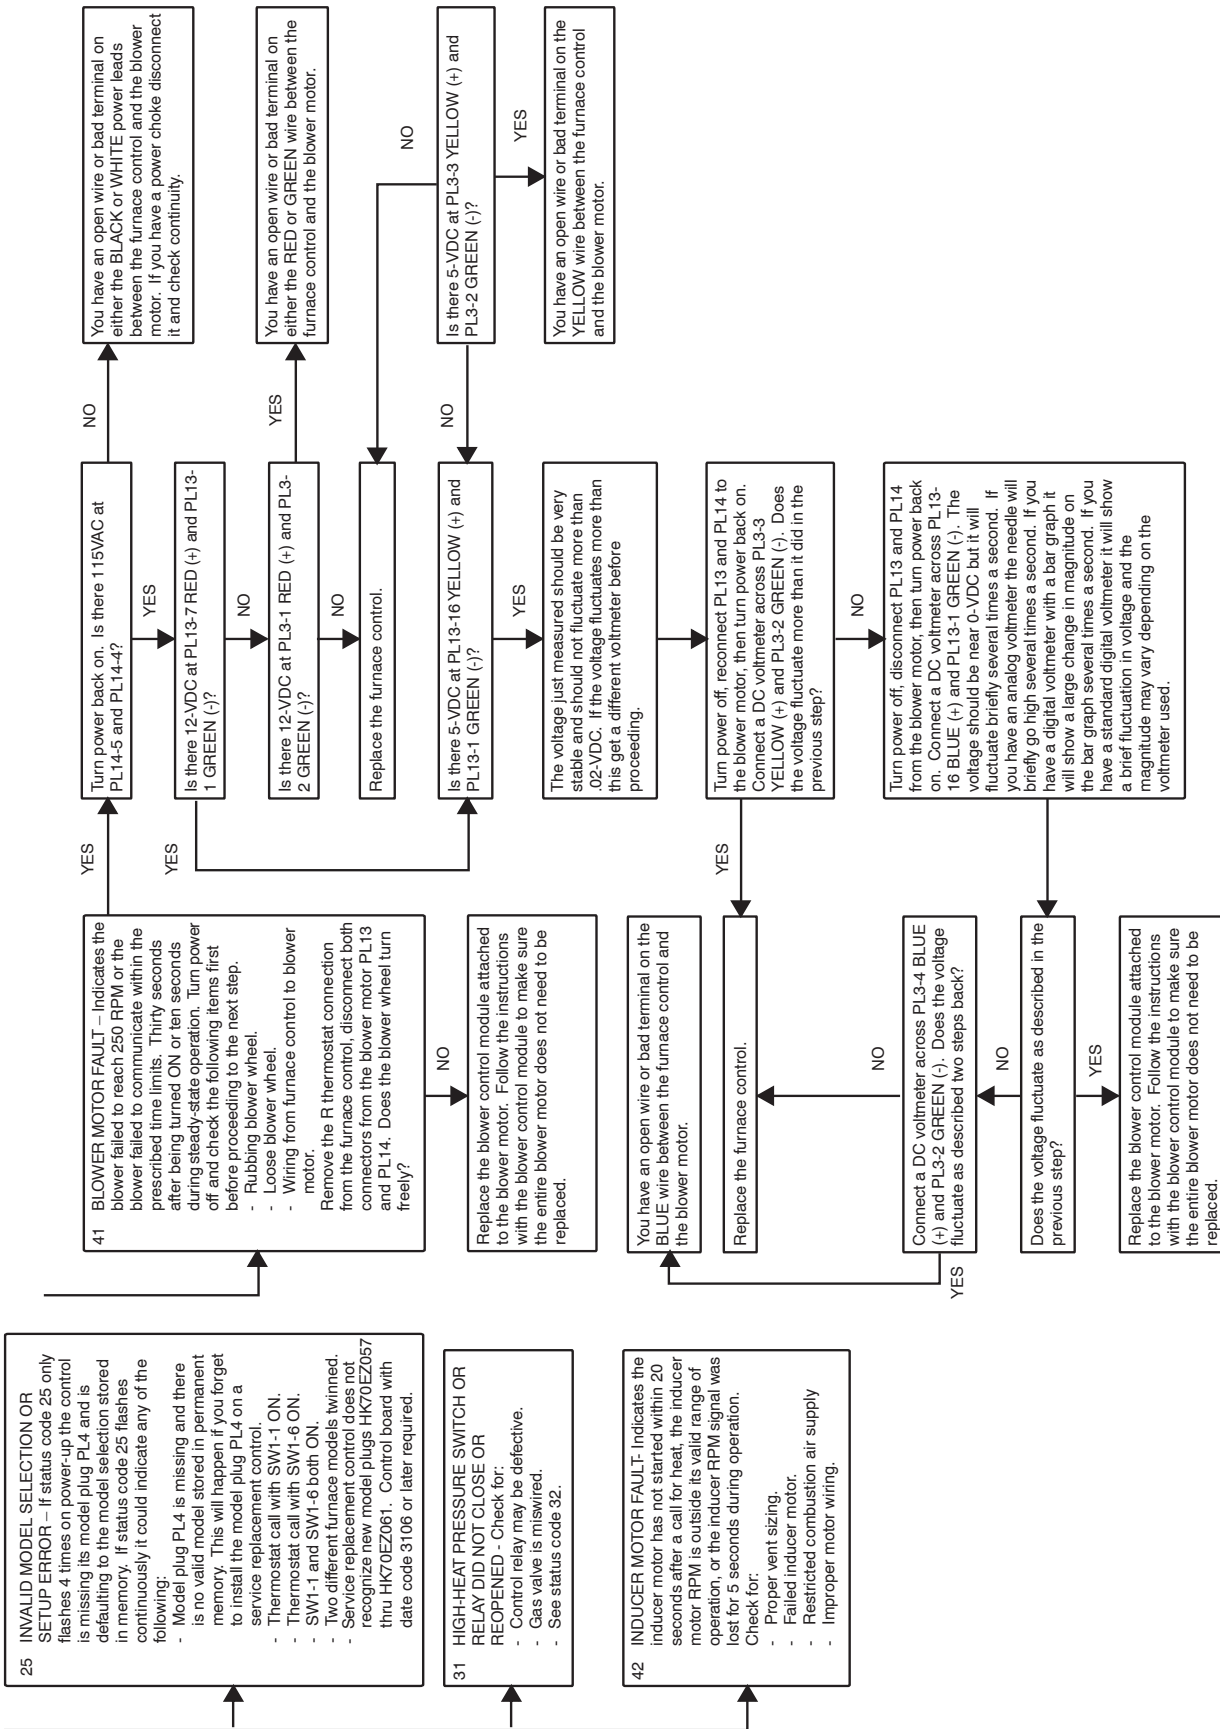 25 INVALID MODEL SELECTION OR
SETUP ERROR – If status code 25 only
flashes 4 times on power-up the control
is missing its model plug PL4 and is
defaulting to the model selection stored
in memory. If status code 25 flashes
continuously it could indicate any of the
following:
- Model plug PL4 is missing and there
is no valid model stored in permanent
memory. This will happen if you forget
to install the model plug PL4 on a
service replacement control.
- Thermostat call with SW1-1 ON.
- Thermostat call with SW1-6 ON.
- SW1-1 and SW1-6 both ON.
- Two different furnace models twinned.
- Service replacement control does not
recognize new model plugs HK70EZ057
thru HK70EZ061. Control board with
date code 3106 or later required.
31 HIGH-HEAT PRESSURE SWITCH OR
RELAY DID NOT CLOSE OR
REOPENED - Check for:
- Control relay may be defective.
- Gas valve is miswired.
- See status code 32.
42 INDUCER MOTOR FAULT- Indicates the
inducer motor has not started within 20
seconds after a call for heat, the inducer
motor RPM is outside its valid range of
operation, or the inducer RPM signal was
lost for 5 seconds during operation.
Check for:
- Proper vent sizing.
- Failed inducer motor.
- Restricted combustion air supply
- Improper motor wiring.
41 BLOWER MOTOR FAULT – Indicates the
blower failed to reach 250 RPM or the
blower failed to communicate within the
prescribed time limits. Thirty seconds
after being turned ON or ten seconds
during steady-state operation. Turn power
off and check the following items first
before proceeding to the next step.
- Rubbing blower wheel.
- Loose blower wheel.
- Wiring from furnace control to blower
motor.
Remove the R thermostat connection
from the furnace control, disconnect both
connectors from the blower motor PL13
and PL14. Does the blower wheel turn
freely?
NO
Replace the blower control module attached
to the blower motor. Follow the instructions
with the blower control module to make sure
the entire blower motor does not need to be
replaced.
YES
Turn power back on. Is there 115VAC at
PL14-5 and PL14-4?
NO
You have an open wire or bad terminal on
either the BLACK or WHITE power leads
between the furnace control and the blower
motor. If you have a power choke disconnect
it and check continuity.
YES
Is there 12-VDC at PL13-7 RED (+) and PL13-
1 GREEN (-)?
YES
NO
Is there 12-VDC at PL3-1 RED (+) and PL3-
2 GREEN (-)?
YES
You have an open wire or bad terminal on
either the RED or GREEN wire between the
furnace control and the blower motor.
NO
Replace the furnace control.
Is there 5-VDC at PL13-16 YELLOW (+) and
PL13-1 GREEN (-)?
NO
Is there 5-VDC at PL3-3 YELLOW (+) and
PL3-2 GREEN (-)?
NO
YES
You have an open wire or bad terminal on the
YELLOW wire between the furnace control
and the blower motor.
YES
The voltage just measured should be very
stable and should not fluctuate more than
.02-VDC. If the voltage fluctuates more than
this get a different voltmeter before
proceeding.
Turn power off, reconnect PL13 and PL14 to
the blower motor, then turn power back on.
Connect a DC voltmeter across PL3-3
YELLOW (+) and PL3-2 GREEN (-). Does
the voltage fluctuate more than it did in the
previous step?
YES
NO
Turn power off, disconnect PL13 and PL14
from the blower motor, then turn power back
on. Connect a DC voltmeter across PL13-
16 BLUE (+) and PL13-1 GREEN (-). The
voltage should be near 0-VDC but it will
fluctuate briefly several times a second. If
you have an analog voltmeter the needle will
briefly go high several times a second. If you
have a digital voltmeter with a bar graph it
will show a large change in magnitude on
the bar graph several times a second. If you
have a standard digital voltmeter it will show
a brief fluctuation in voltage and the
magnitude may vary depending on the
voltmeter used.
You have an open wire or bad terminal on the
BLUE wire between the furnace control and
the blower motor.
Replace the furnace control.
NO
Connect a DC voltmeter across PL3-4 BLUE
(+) and PL3-2 GREEN (-). Does the voltage
fluctuate as described two steps back?
YES
NO
Does the voltage fluctuate as described in the
previous step?
YES
Replace the blower control module attached
to the blower motor. Follow the instructions
with the blower control module to make sure
the entire blower motor does not need to be
replaced.